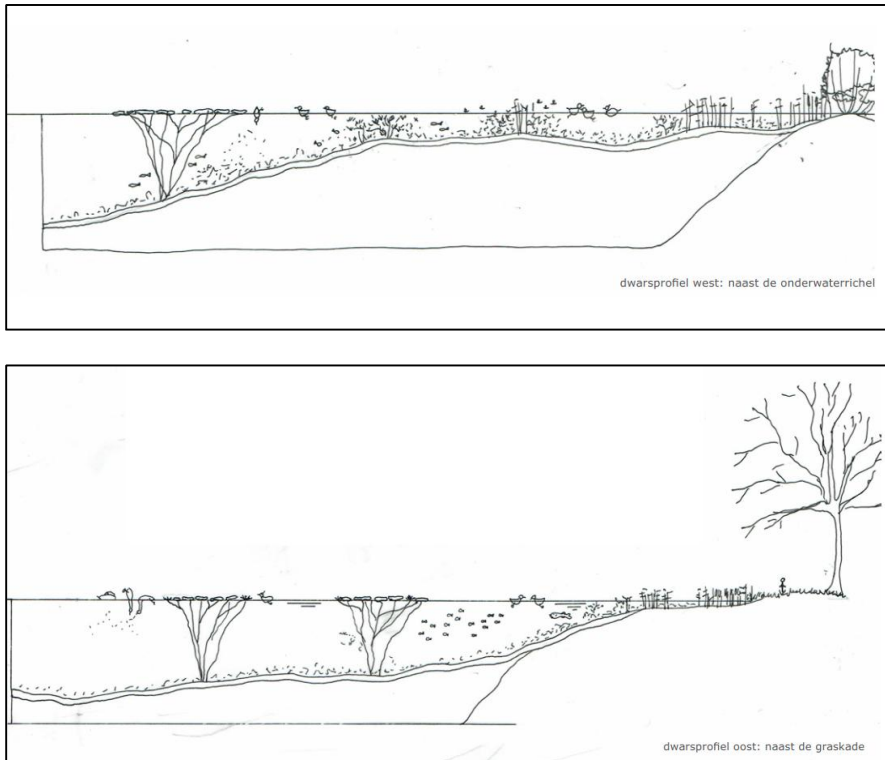 dwarsprofiel west: naast de onderwaterrichel
dwarsprofiel oost: naast de graskade